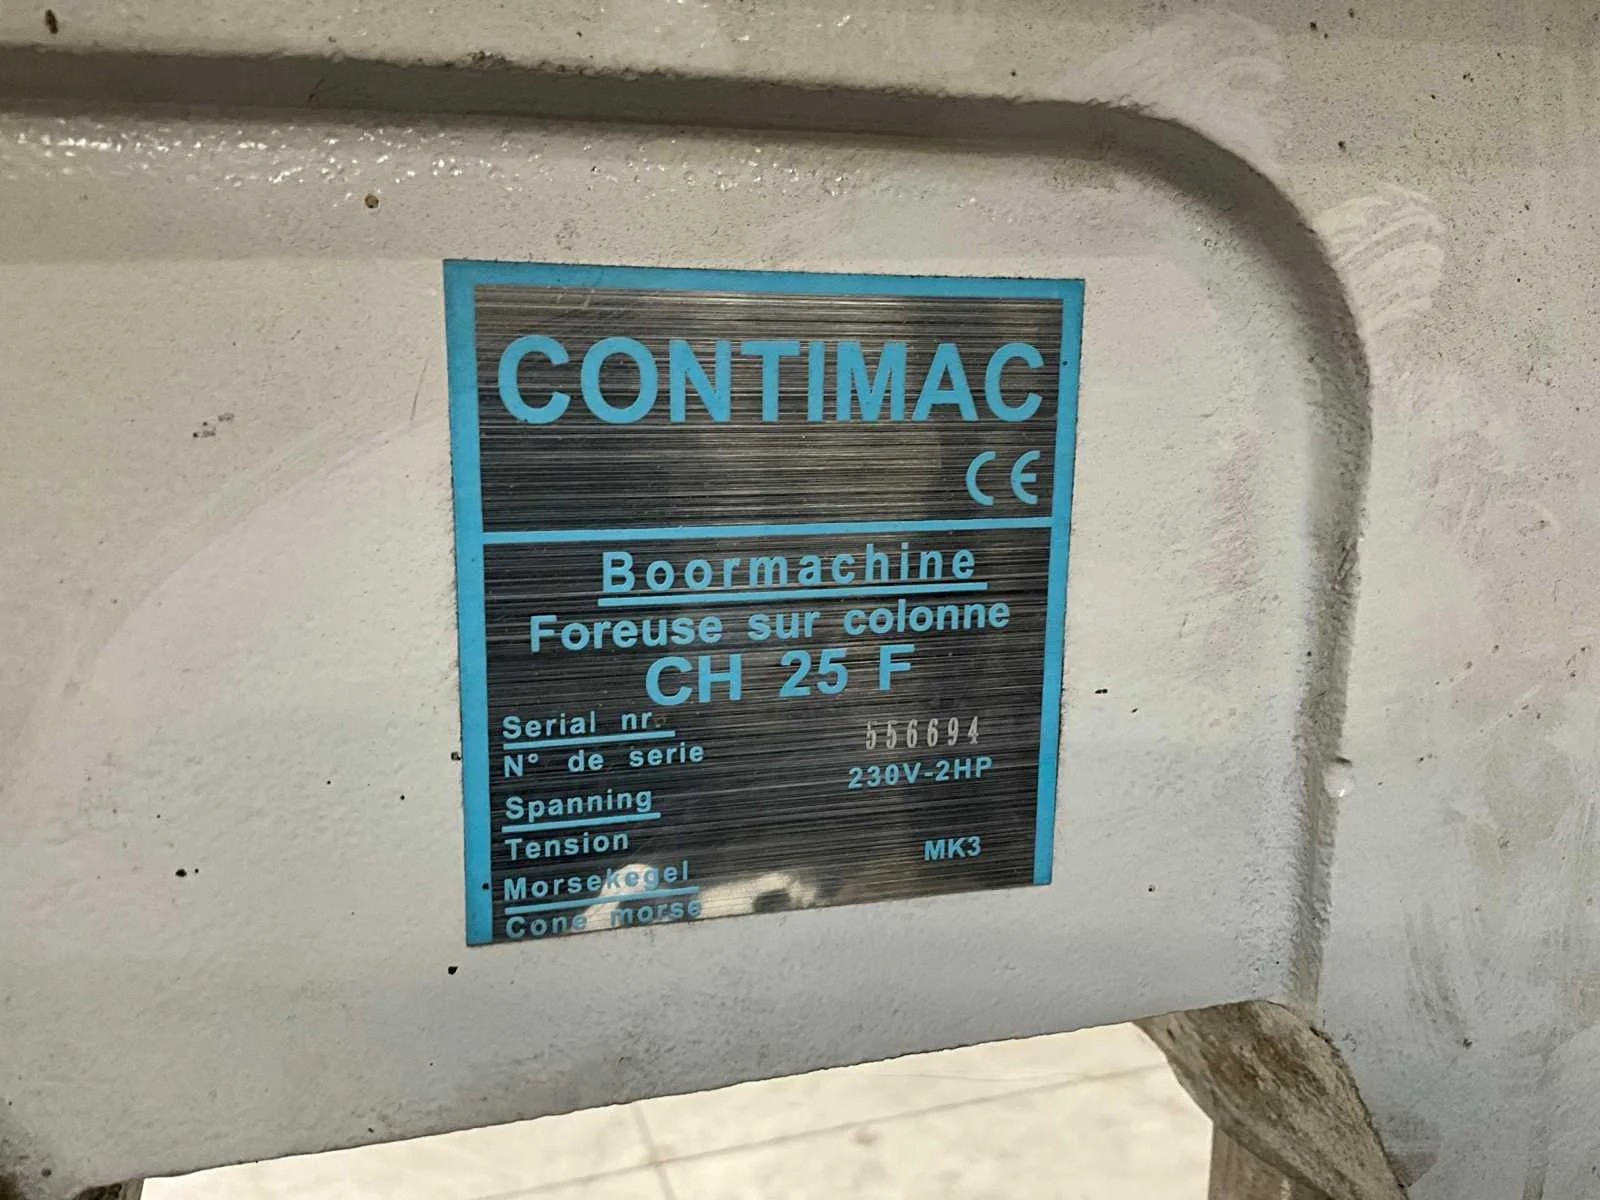 CONTIMAC
CE
Boormachine
Foreuse sur colonne
CH 25 F
Serial nr. 556694
N° de serie
Spanning 230V-2HP
Tension
Morsekegel MK3
Cone morse